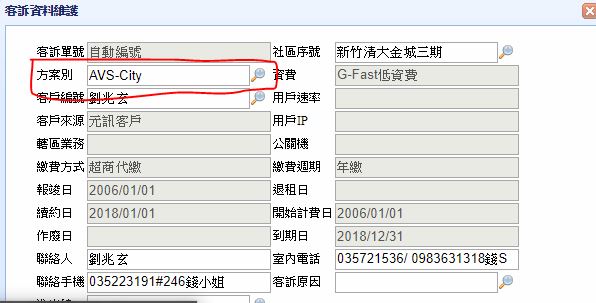 客訴資料維護
客訴單號 自動編號 社區序號 新竹清大金城三期
方案別 AVS-City 資費 G-Fast低資費
客戶編號 劉兆玄 用戶速率
客戶來源 元訊客戶 用戶IP
轄區業務 公關機
繳費方式 超商代繳 繳費週期 年繳
報竣日 2006/01/01 退租日
續約日 2018/01/01 開始計費日 2006/01/01
作廢日 到期日 2018/12/31
聯絡人 劉兆玄 室內電話 035721536/ 0983631318錢S
聯絡手機 035223191#246錢小姐 客訴原因